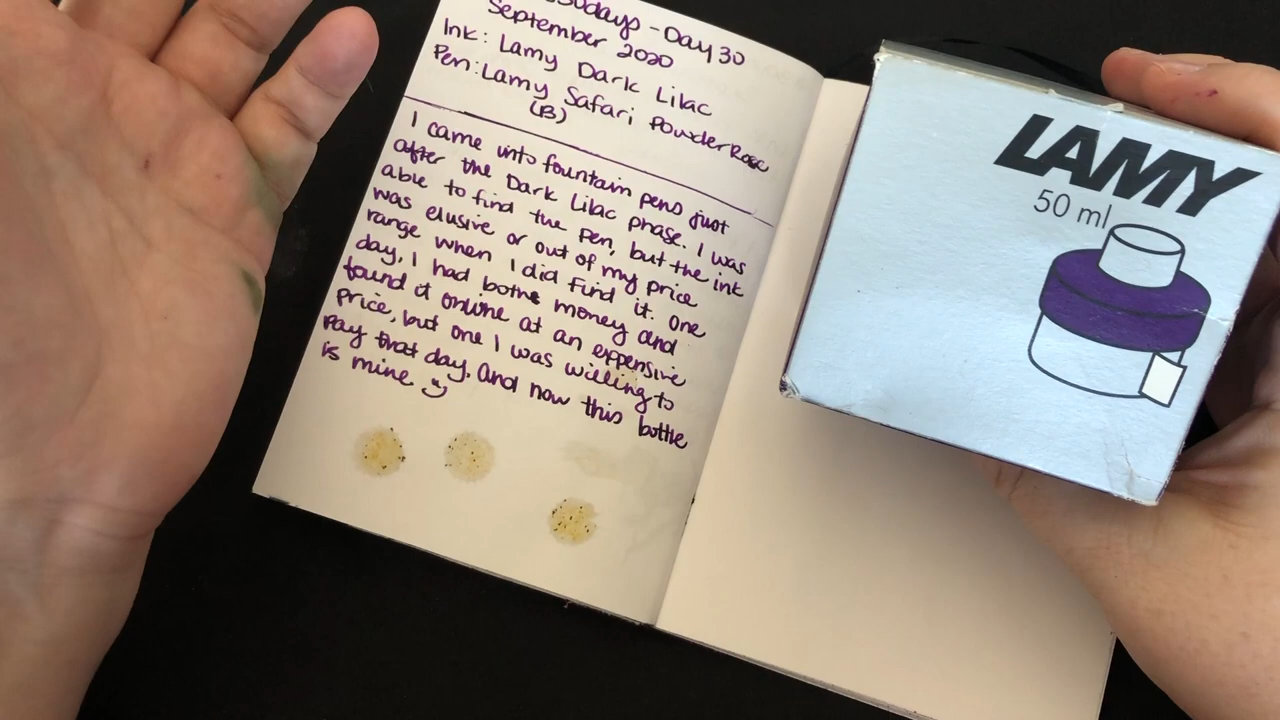 30days - Day 30
September 2020
Ink: Lamy Dark Lilac
Pen: Lamy Safari Powder Rose
(B)
I came into fountain pens just
after the Dark Lilac phase. I was
able to find the pen, but the ink
was elusive or out of my price
range when I did find it. One
day, I had both money and
found it online at an expensive
price, but one I was willing to
pay that day. And now this bottle
is mine
LAMY
50 ml